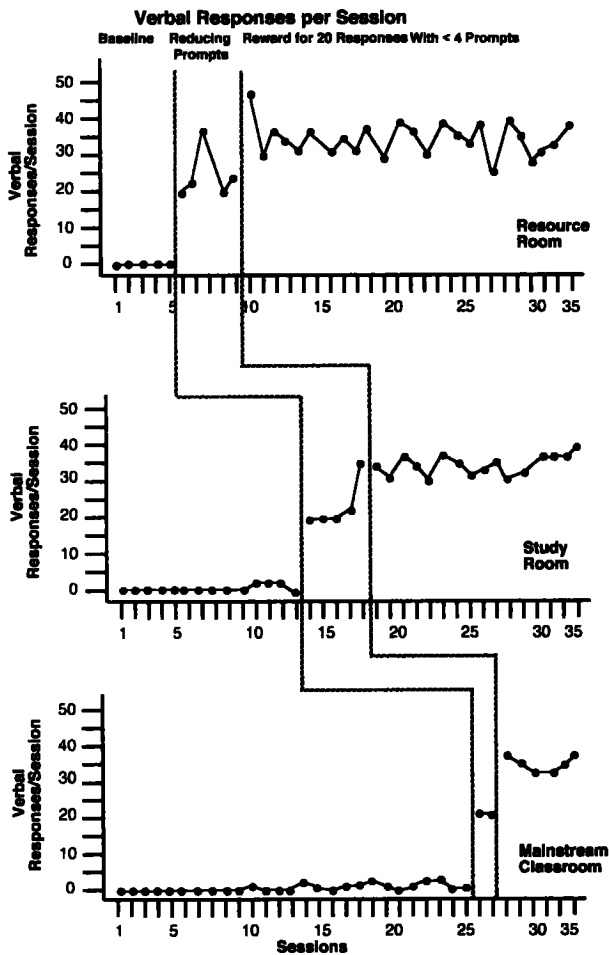 Verbal Responses per Session
Baseline Reducing Prompts Reward for 20 Responses With < 4 Prompts
Verbal Responses/Session
50
40
30
20
10
0
Resource Room
1 5 10 15 20 25 30 35
Verbal Responses/Session
50
40
30
20
10
0
Study Room
1 5 10 15 20 25 30 35
Verbal Responses/Session
50
40
30
20
10
0
Mainstream Classroom
1 5 10 15 20 25 30 35
Sessions